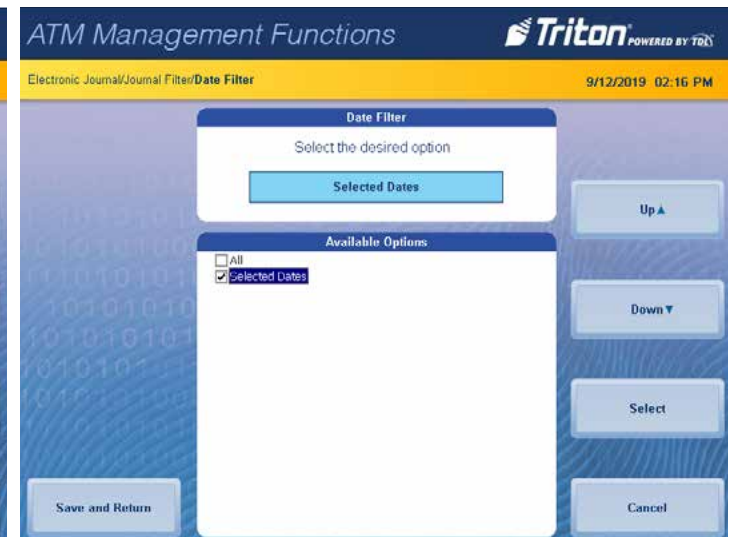 ATM Management Functions
Triton POWERED BY TDL
Electronic Journal/Journal Filter/Date Filter
9/12/2019 02:16 PM
Date Filter
Select the desired option
Selected Dates
Up▲
Available Options
All
Selected Dates
Down▼
Select
Save and Return
Cancel